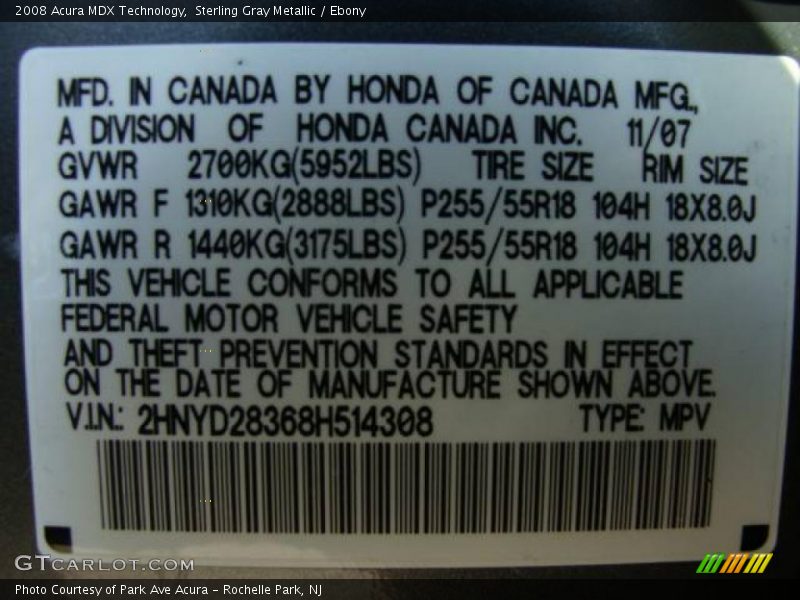 2008 Acura MDX Technology,  Sterling Gray Metallic / Ebony
MFD. IN CANADA BY HONDA OF CANADA MFG.,
A DIVISION OF HONDA CANADA INC. 11/07
GVWR 2700KG(5952LBS) TIRE SIZE RIM SIZE
GAWR F 1310KG(2888LBS) P255/55R18 104H 18X8.0J
GAWR R 1440KG(3175LBS) P255/55R18 104H 18X8.0J
THIS VEHICLE CONFORMS TO ALL APPLICABLE
FEDERAL MOTOR VEHICLE SAFETY
AND THEFT PREVENTION STANDARDS IN EFFECT
ON THE DATE OF MANUFACTURE SHOWN ABOVE.
V.I.N.: 2HNYD28368H514308 TYPE: MPV
GTCARLOT.COM
Photo Courtesy of Park Ave Acura - Rochelle Park, NJ